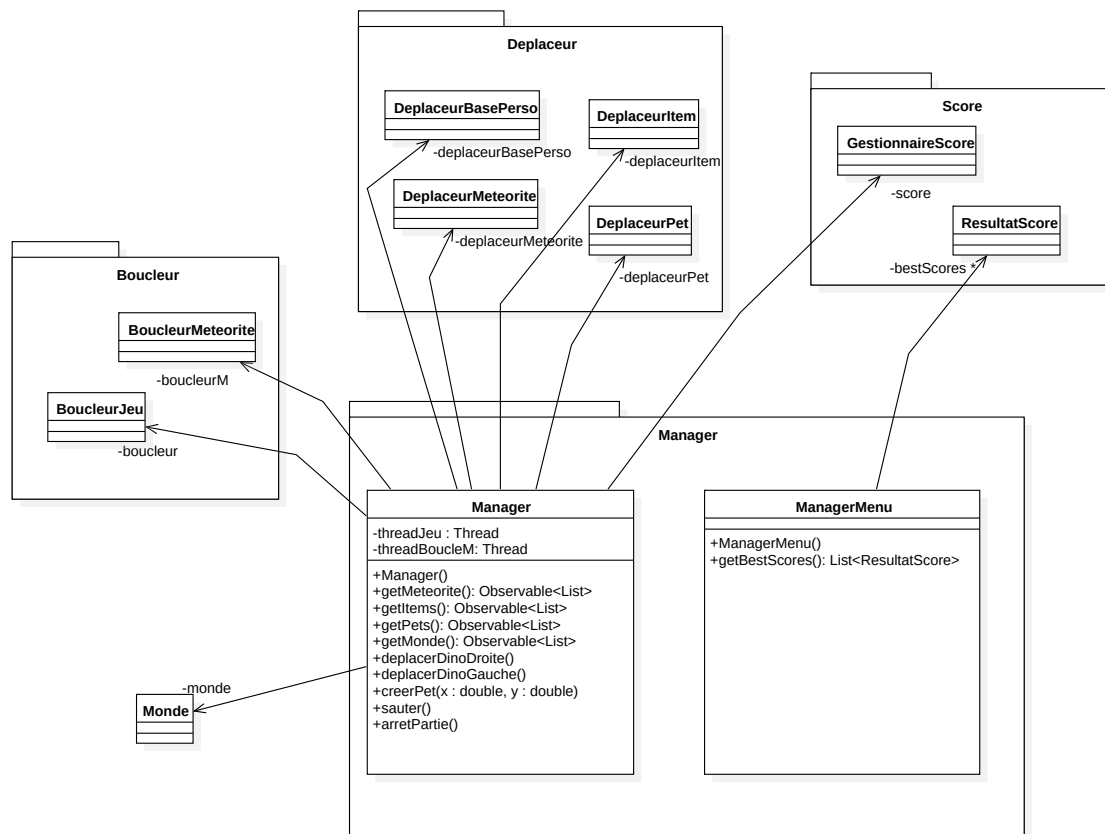 Deplaceur
DeplaceurBasePerso
-deplaceurBasePerso
DeplaceurItem
-deplaceurItem
DeplaceurMeteorite
-deplaceurMeteorite
DeplaceurPet
-deplaceurPet
Score
GestionnaireScore
-score
ResultatScore
-bestScores *
Boucleur
BoucleurMeteorite
-boucleurM
BoucleurJeu
-boucleur
Manager
Manager
-threadJeu : Thread
-threadBoucleM: Thread
+Manager()
+getMeteorite(): Observable<List>
+getItems(): Observable<List>
+getPets(): Observable<List>
+getMonde(): Observable<List>
+deplacerDinoDroite()
+deplacerDinoGauche()
+creerPet(x : double, y : double)
+sauter()
+arretPartie()
ManagerMenu
+ManagerMenu()
+getBestScores(): List<ResultatScore>
-monde
Monde